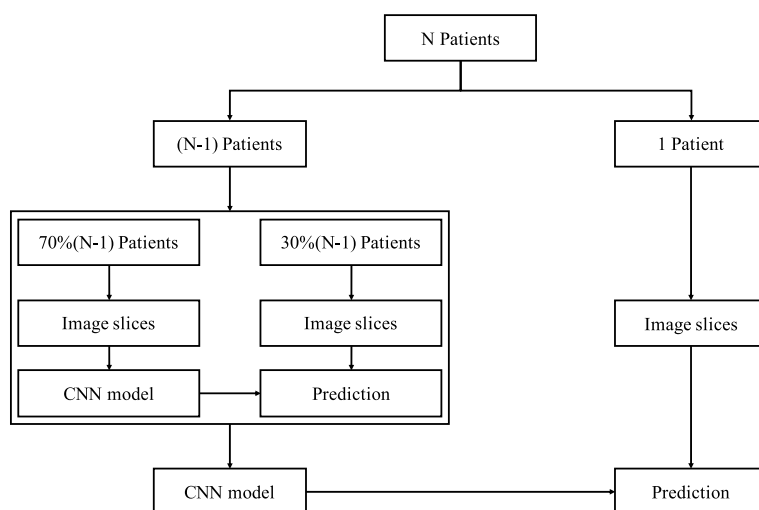 N Patients
(N-1) Patients
1 Patient
70%(N-1) Patients
30%(N-1) Patients
Image slices
Image slices
Image slices
CNN model
Prediction
CNN model
Prediction